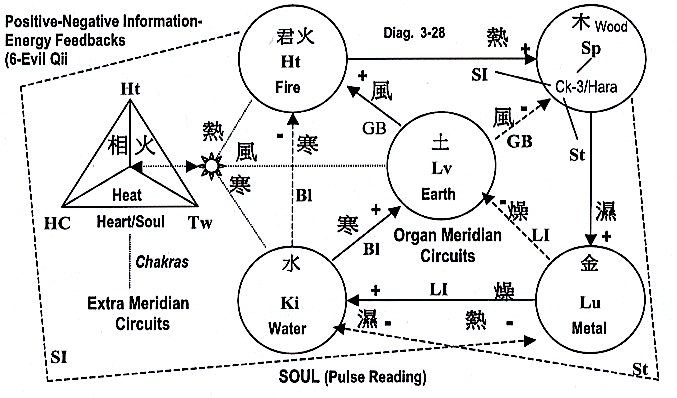 Positive-Negative Information-
Energy Feedbacks
(6-Evil Qii
Diag. 3-28
君火
Ht
Fire
熱
+
木 Wood
Sp
Ck-3/Hara
SI
St
Ht
相火
Heat
HC
Tw
Heart/Soul
Chakras
Extra Meridian
Circuits
熱
風
寒
+
風
GB
-
寒
Bl
土
Lv
Earth
風 -
GB
寒 +
Bl
Organ Meridian
Circuits
-
燥
LI
濕
+
水
Ki
Water
+
LI
燥
濕 -
熱 -
金
Lu
Metal
SI
St
SOUL (Pulse Reading)